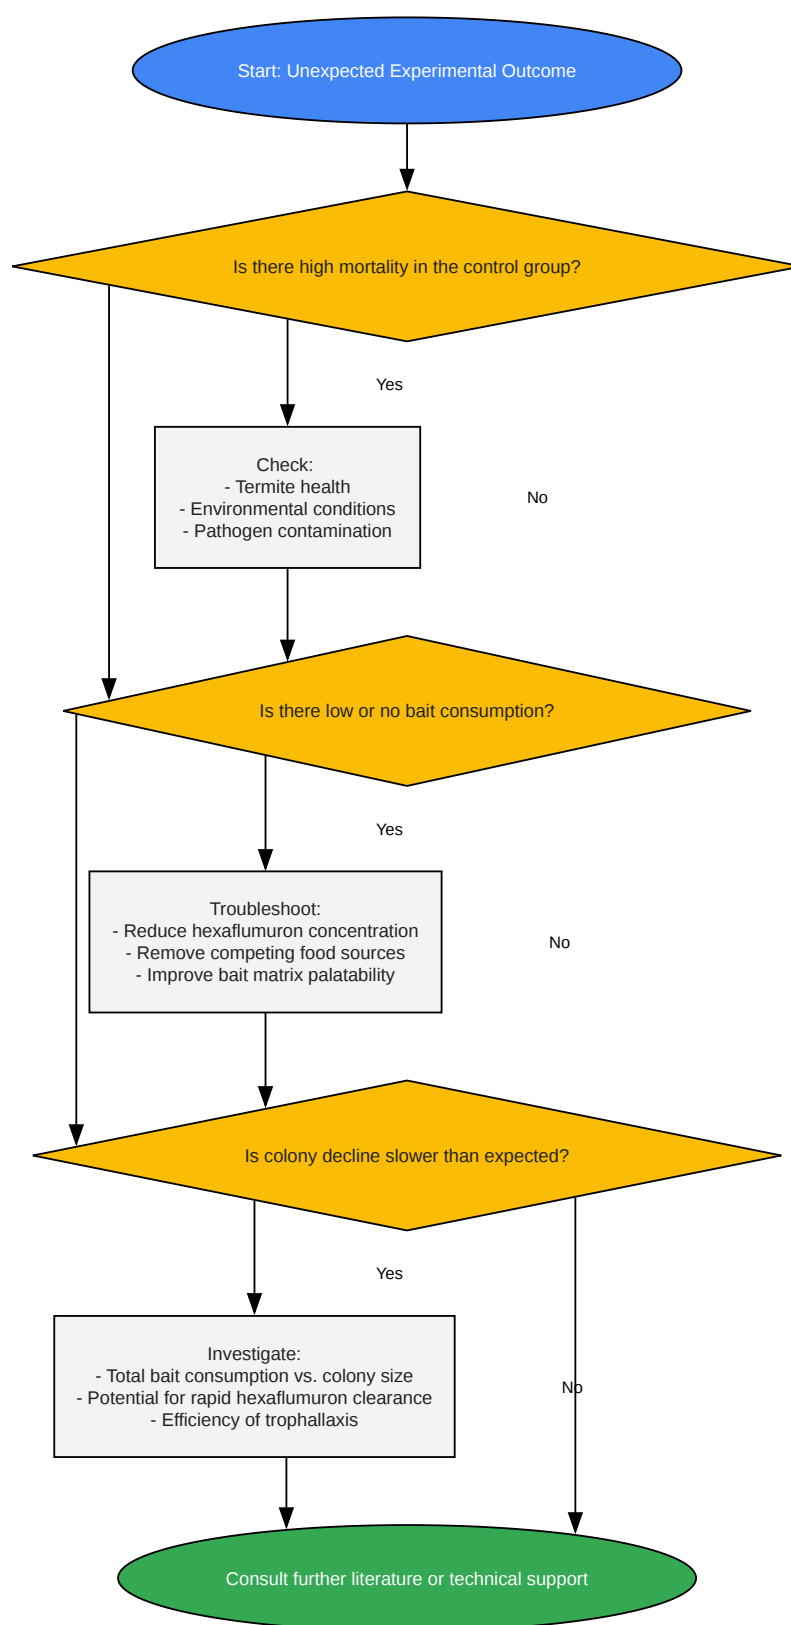 Start: Unexpected Experimental Outcome
Is there high mortality in the control group?
Yes
Check:
- Termite health
- Environmental conditions
- Pathogen contamination
No
Is there low or no bait consumption?
Yes
Troubleshoot:
- Reduce hexaflumuron concentration
- Remove competing food sources
- Improve bait matrix palatability
No
Is colony decline slower than expected?
Yes
Investigate:
- Total bait consumption vs. colony size
- Potential for rapid hexaflumuron clearance
- Efficiency of trophallaxis
No
Consult further literature or technical support